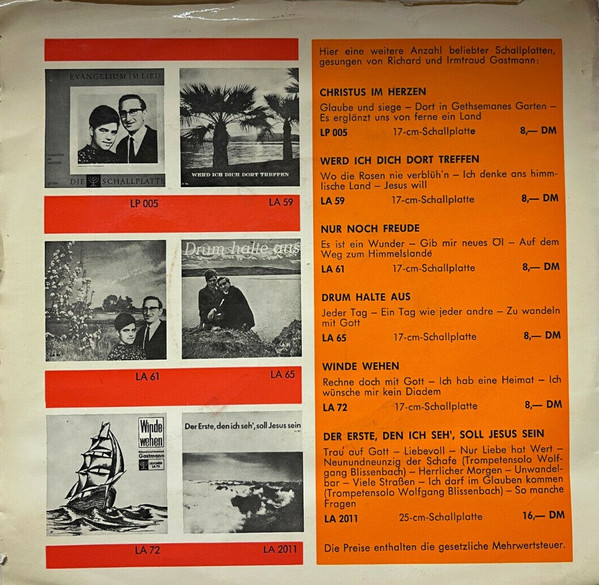 EVANGELIUM IM LIED
DIE SCHALLPLATTE
WERD ICH DICH DORT TREFFEN
LP 005
LA 59
Drum halte aus
LA 61
LA 65
Winde
wehen
Gastmann
Der Erste, den ich seh', soll Jesus sein
LA 72
LA 2011
Hier eine weitere Anzahl beliebter Schallplatten,
gesungen von Richard und Irmtraud Gastmann:
CHRISTUS IM HERZEN
Glaube und siege – Dort in Gethsemanes Garten –
Es erglänzt uns von ferne ein Land
LP 005 17-cm-Schallplatte 8,— DM
WERD ICH DICH DORT TREFFEN
Wo die Rosen nie verblüh'n – Ich denke ans himm-
lische Land – Jesus will
LA 59 17-cm-Schallplatte 8,— DM
NUR NOCH FREUDE
Es ist ein Wunder – Gib mir neues Öl – Auf dem
Weg zum Himmelslande
LA 61 17-cm-Schallplatte 8,— DM
DRUM HALTE AUS
Jeder Tag – Ein Tag wie jeder andre – Zu wandeln
mit Gott
LA 65 17-cm-Schallplatte 8,— DM
WINDE WEHEN
Rechne doch mit Gott – Ich hab eine Heimat – Ich
wünsche mir kein Diadem
LA 72 17-cm-Schallplatte 8,— DM
DER ERSTE, DEN ICH SEH', SOLL JESUS SEIN
Trau' auf Gott – Liebevoll – Nur Liebe hat Wert –
Neunundneunzig der Schafe (Trompetensolo Wolf-
gang Blissenbach) – Herrlicher Morgen – Unwandel-
bar – Viele Straßen – Ich darf im Glauben kommen
(Trompetensolo Wolfgang Blissenbach) – So manche
Fragen
LA 2011 25-cm-Schallplatte 16,— DM
Die Preise enthalten die gesetzliche Mehrwertsteuer.